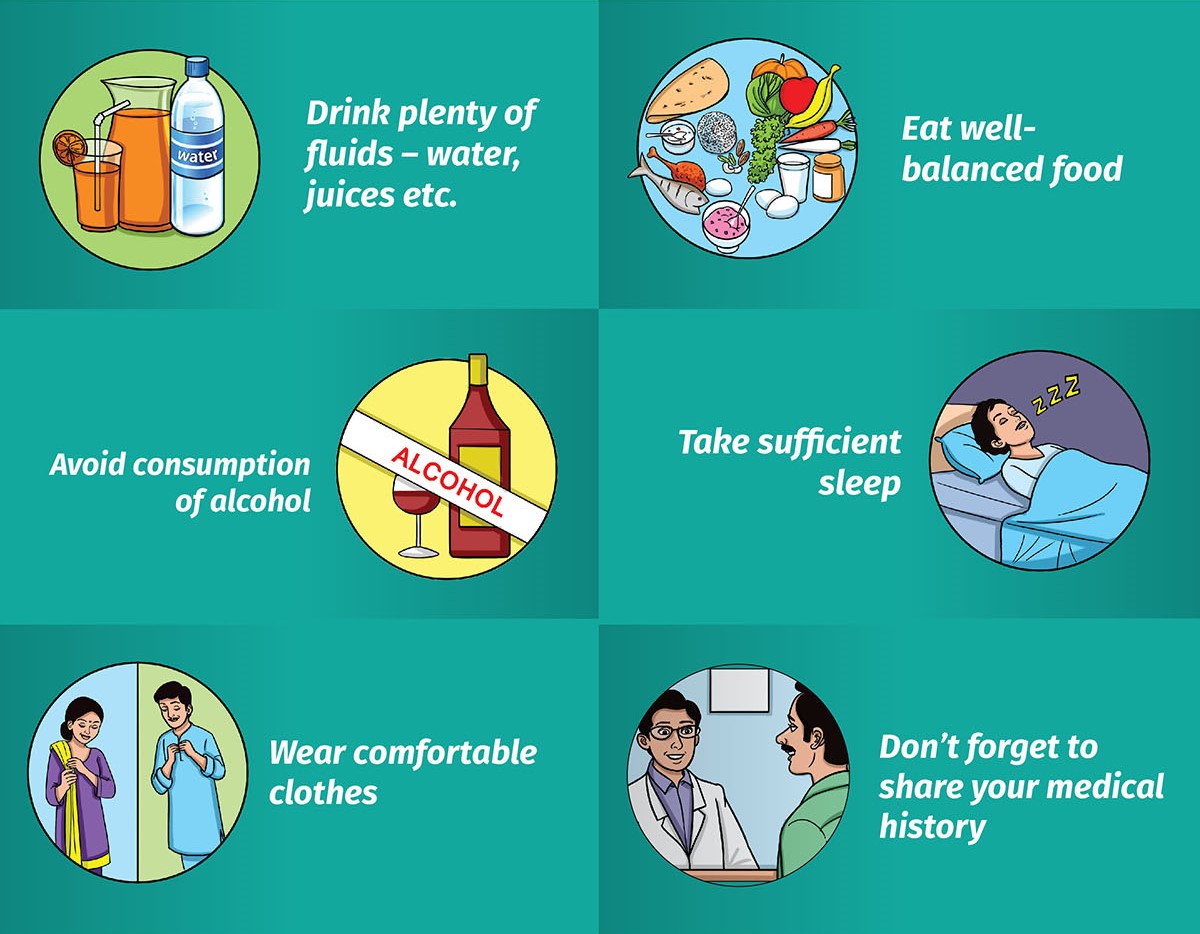 Drink plenty of
fluids – water,
juices etc.
water
Eat well-
balanced food
Avoid consumption
of alcohol
ALCOHOL
Take sufficient
sleep
zzz
Wear comfortable
clothes
Don’t forget to
share your medical
history